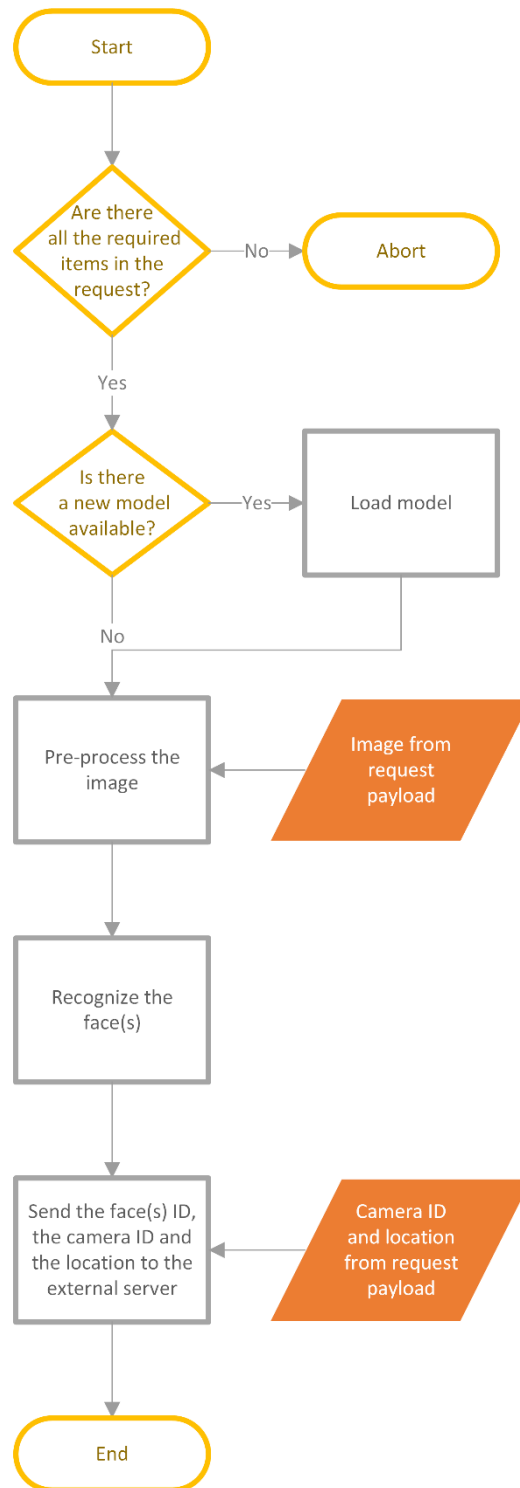 Start
Are there
all the required
items in the
request?
No
Abort
Yes
Is there
a new model
available?
Yes
Load model
No
Pre-process the
image
Image from
request
payload
Recognize the
face(s)
Send the face(s) ID,
the camera ID and
the location to the
external server
Camera ID
and location
from request
payload
End